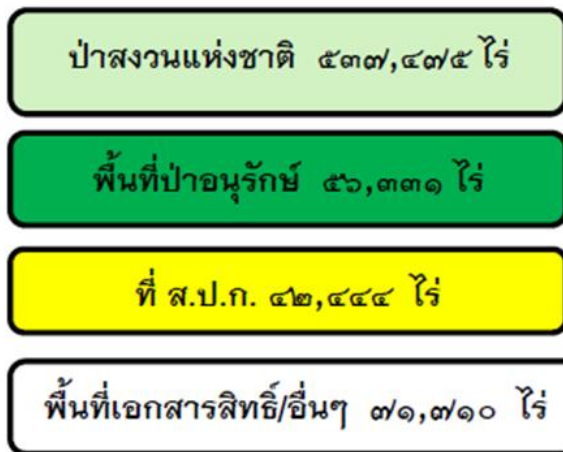 ป่าสงวนแห่งชาติ ๕๓๗,๔๗๕ ไร่
พื้นที่ป่าอนุรักษ์ ๕๖,๓๓๑ ไร่
ที่ ส.ป.ก. ๔๒,๔๔๔ ไร่
พื้นที่เอกสารสิทธิ์/อื่นๆ ๗๑,๗๑๐ ไร่